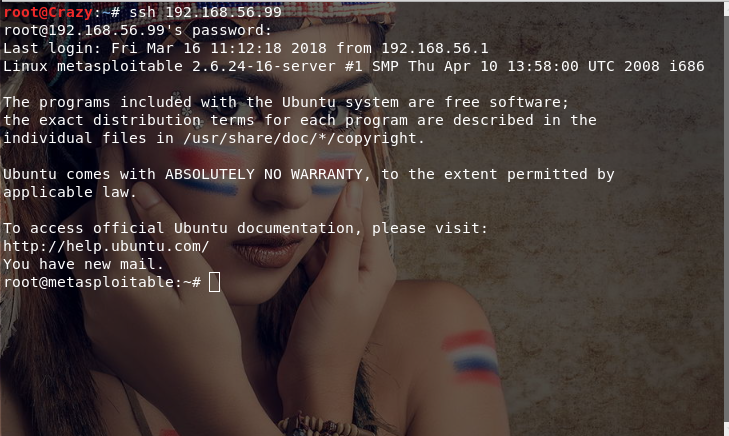 root@Crazy:~# ssh 192.168.56.99
root@192.168.56.99's password:
Last login: Fri Mar 16 11:12:18 2018 from 192.168.56.1
Linux metasploitable 2.6.24-16-server #1 SMP Thu Apr 10 13:58:00 UTC 2008 i686
The programs included with the Ubuntu system are free software;
the exact distribution terms for each program are described in the
individual files in /usr/share/doc/*/copyright.
Ubuntu comes with ABSOLUTELY NO WARRANTY, to the extent permitted by
applicable law.
To access official Ubuntu documentation, please visit:
http://help.ubuntu.com/
You have new mail.
root@metasploitable:~#